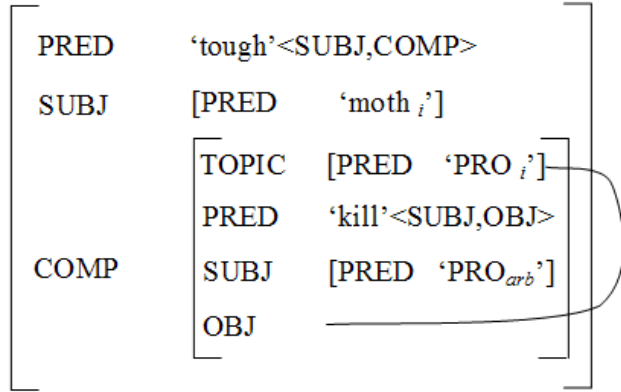 PRED ‘tough’<SUBJ,COMP>
SUBJ [PRED ‘moth i’]
TOPIC [PRED ‘PRO i’]
PRED ‘kill’<SUBJ,OBJ>
COMP SUBJ [PRED ‘PROarb’]
OBJ